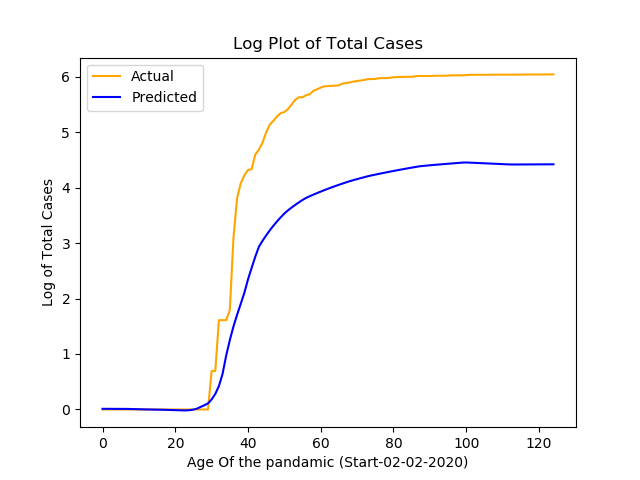 Log Plot of Total Cases
Actual
Predicted
Log of Total Cases
6
5
4
3
2
1
0
0 20 40 60 80 100 120
Age Of the pandamic (Start-02-02-2020)